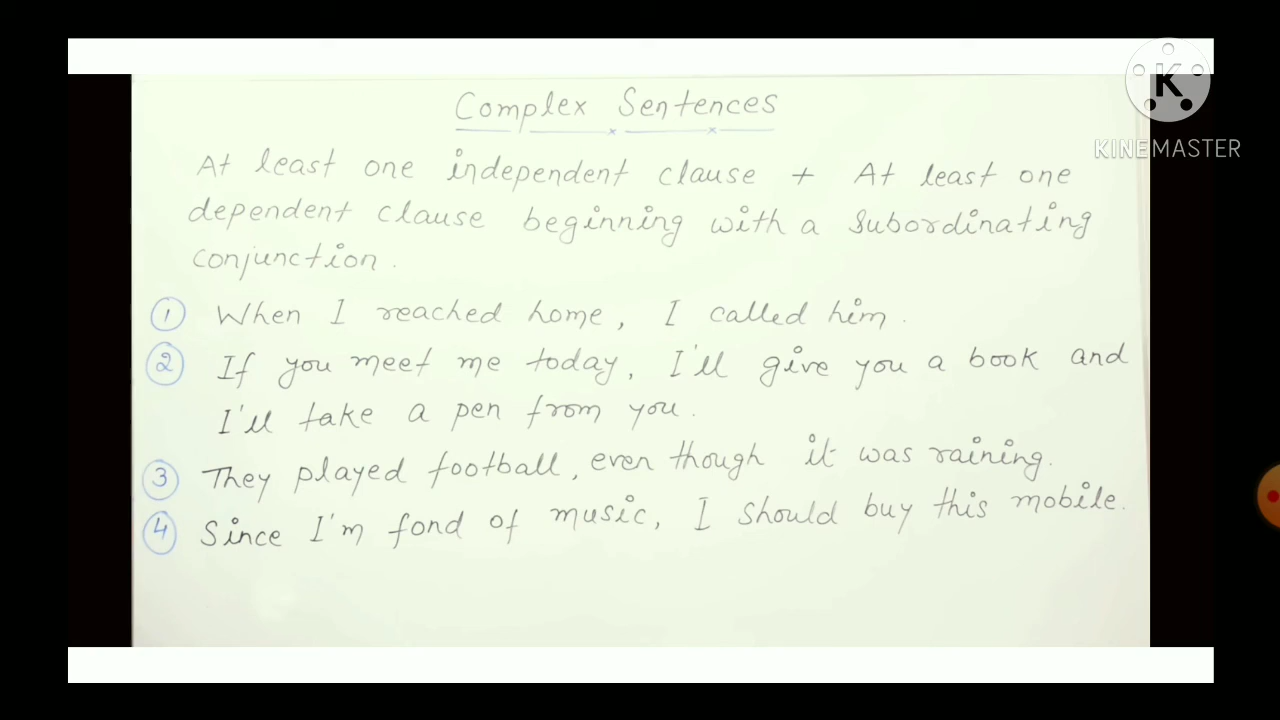 Complex Sentences
At least one independent clause + At least one
dependent clause beginning with a subordinating
conjunction.
1 When I reached home, I called him.
2 If you meet me today, I'll give you a book and
I'll take a pen from you.
3 They played football, even though it was raining.
4 Since I'm fond of music, I should buy this mobile.
K
KINEMASTER